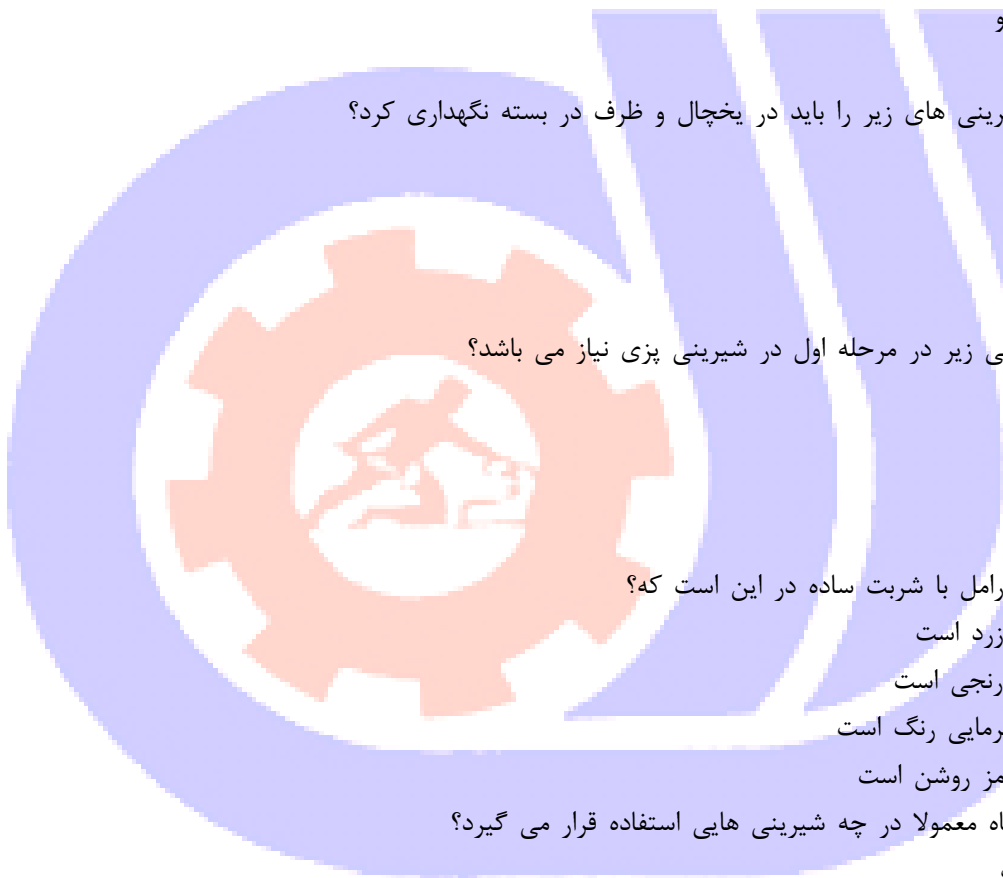 و
رینی های زیر را باید در یخچال و ظرف در بسته نگهداری کرد؟
ی زیر در مرحله اول در شیرینی پزی نیاز می باشد؟
رامل با شربت ساده در این است که؟
زرد است
رنجی است
رمایی رنگ است
مز روشن است
اه معمولا در چه شیرینی هایی استفاده قرار می گیرد؟